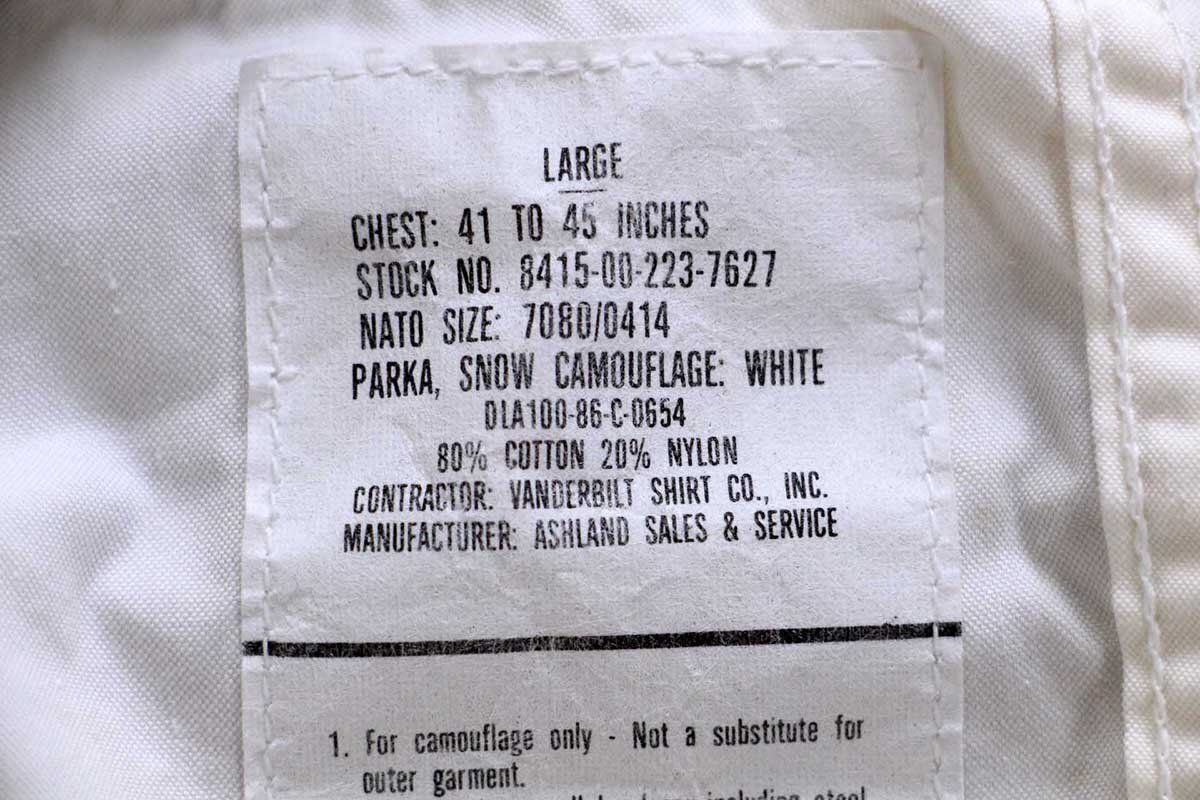 LARGE
CHEST: 41 TO 45 INCHES
STOCK NO. 8415-00-223-7627
NATO SIZE: 7080/0414
PARKA, SNOW CAMOUFLAGE: WHITE
DLA100-86-C-0654
80% COTTON 20% NYLON
CONTRACTOR: VANDERBILT SHIRT CO., INC.
MANUFACTURER: ASHLAND SALES & SERVICE
1. For camouflage only - Not a substitute for
outer garment.
including steel